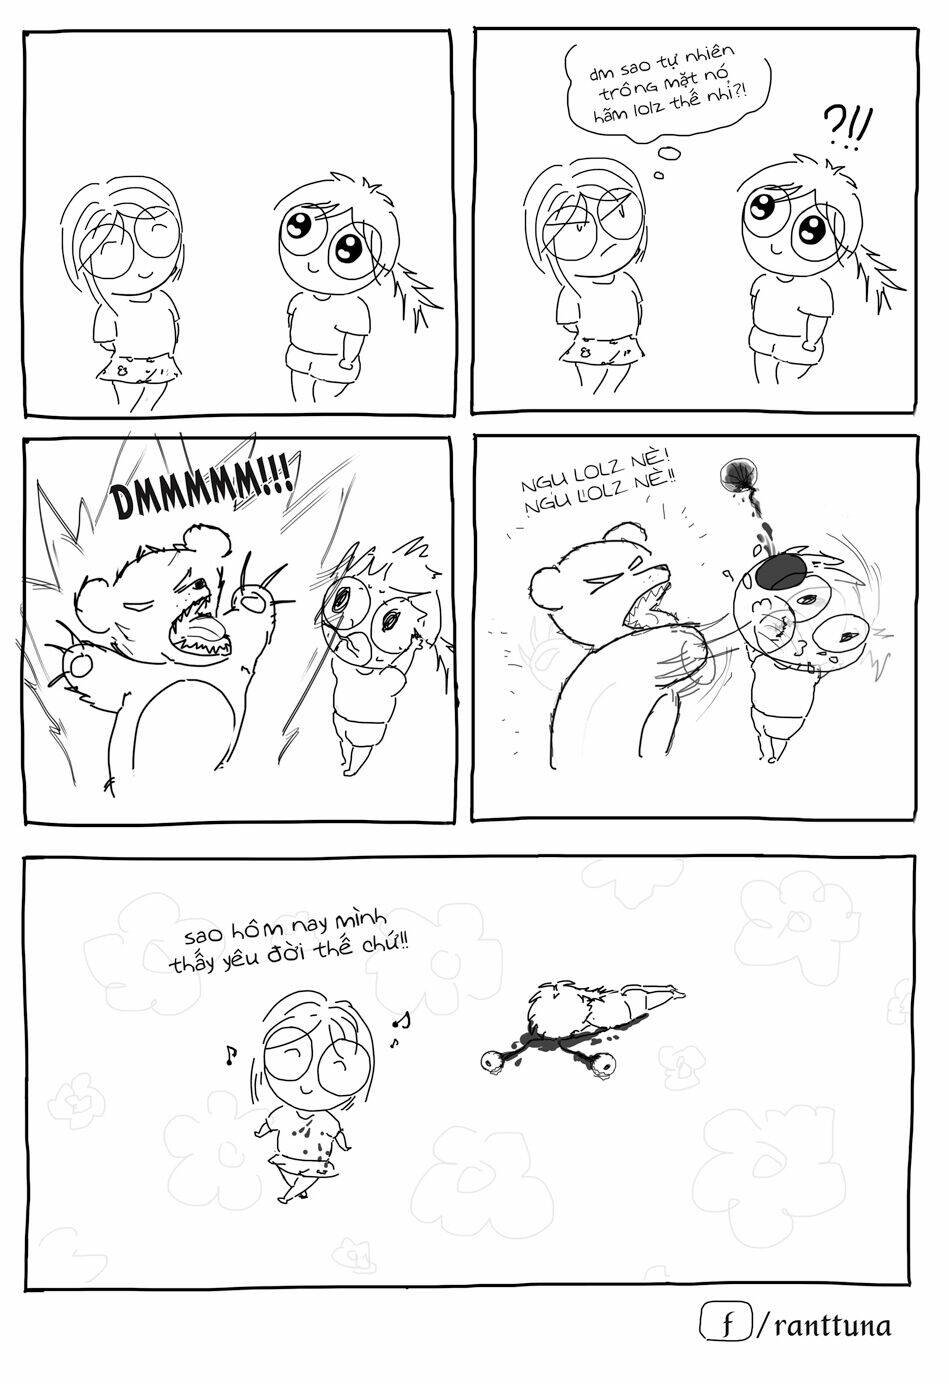 dm sao tự nhiên
trông mặt nó
hãm lolz thế nhỉ?!
?!!
DMMMMM!!!
NGU LOLZ NÈ!
NGU LOLZ NÈ!!
sao hôm nay mình
thấy yêu đời thế chứ!!
f /ranttuna